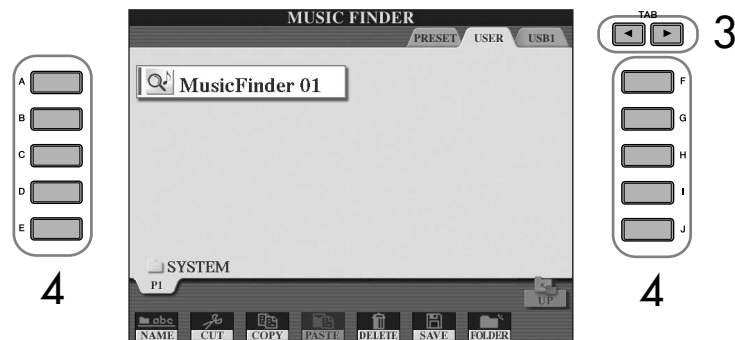 MUSIC FINDER
TAB
PRESET USER USB1
3
A
B
C
D
E
4
MusicFinder 01
F
G
H
I
J
4
SYSTEM
P1
UP
abc
NAME CUT COPY PASTE DELETE SAVE FOLDER